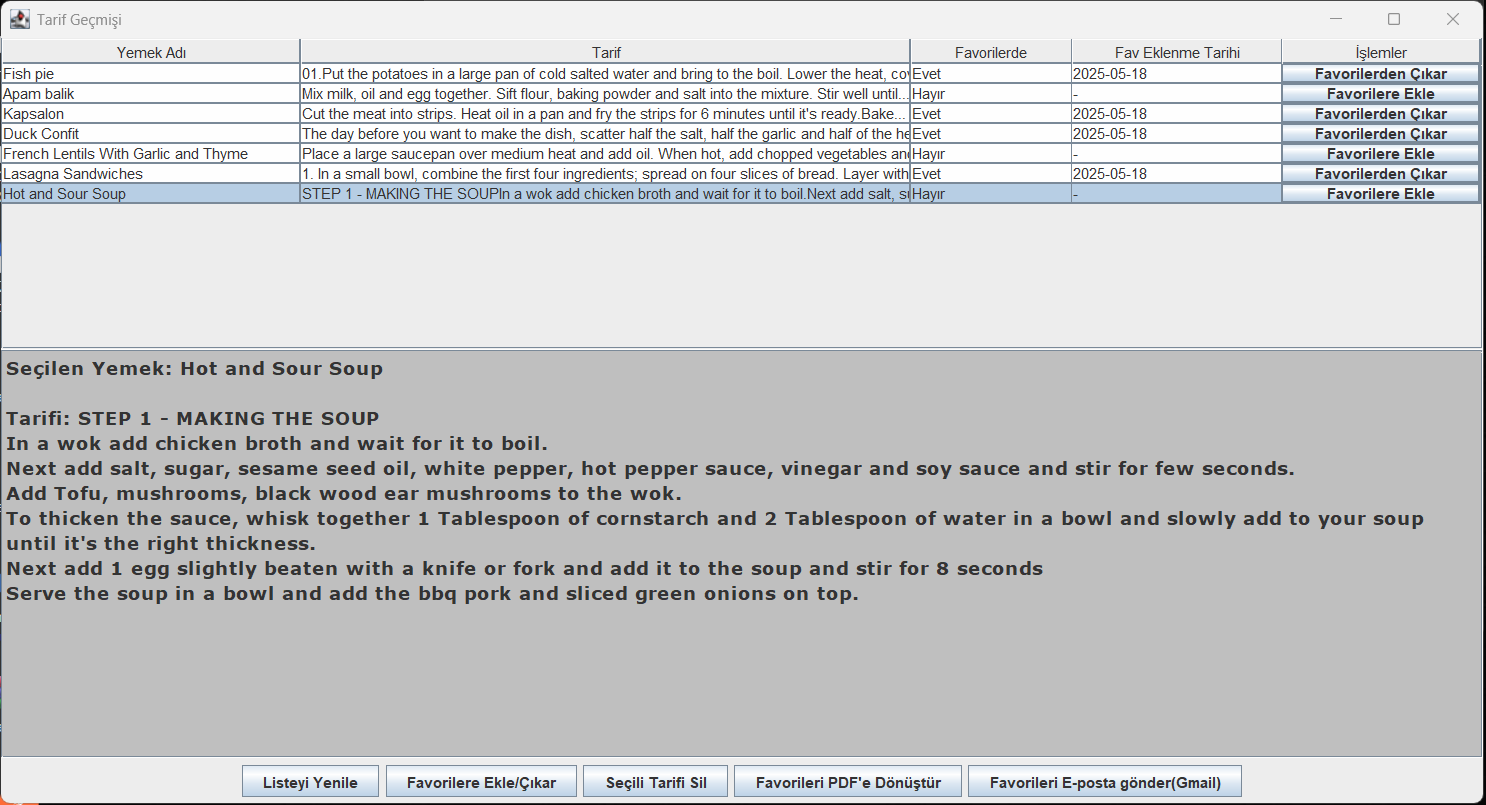 Tarif Geçmişi
Yemek Adı Tarif Favorilerde Fav Eklenme Tarihi İşlemler
Fish pie 01.Put the potatoes in a large pan of cold salted water and bring to the boil. Lower the heat, Evet 2025-05-18 Favorilerden Çıkar
Apam balik Mix milk, oil and egg together. Sift flour, baking powder and salt into the mixture. Stir well until... Hayır - Favorilere Ekle
Kapsalon Cut the meat into strips. Heat oil in a pan and fry the strips for 6 minutes until it's ready.Bake... Evet 2025-05-18 Favorilerden Çıkar
Duck Confit The day before you want to make the dish, scatter half the salt, half the garlic and half of the Evet 2025-05-18 Favorilerden Çıkar
French Lentils With Garlic and Thyme Place a large saucepan over medium heat and add oil. When hot, add chopped vegetables Hayır - Favorilere Ekle
Lasagna Sandwiches 1. In a small bowl, combine the first four ingredients; spread on four slices of bread. Layer with Evet 2025-05-18 Favorilerden Çıkar
Hot and Sour Soup STEP 1 - MAKING THE SOUPIn a wok add chicken broth and wait for it to boil.Next add salt, Hayır - Favorilere Ekle
Seçilen Yemek: Hot and Sour Soup
Tarifi: STEP 1 - MAKING THE SOUP
In a wok add chicken broth and wait for it to boil.
Next add salt, sugar, sesame seed oil, white pepper, hot pepper sauce, vinegar and soy sauce and stir for few seconds.
Add Tofu, mushrooms, black wood ear mushrooms to the wok.
To thicken the sauce, whisk together 1 Tablespoon of cornstarch and 2 Tablespoon of water in a bowl and slowly add to your soup
until it's the right thickness.
Next add 1 egg slightly beaten with a knife or fork and add it to the soup and stir for 8 seconds
Serve the soup in a bowl and add the bbq pork and sliced green onions on top.
Listeyi Yenile Favorilere Ekle/Çıkar Seçili Tarifi Sil Favorileri PDF'e Dönüştür Favorileri E-posta gönder(Gmail)